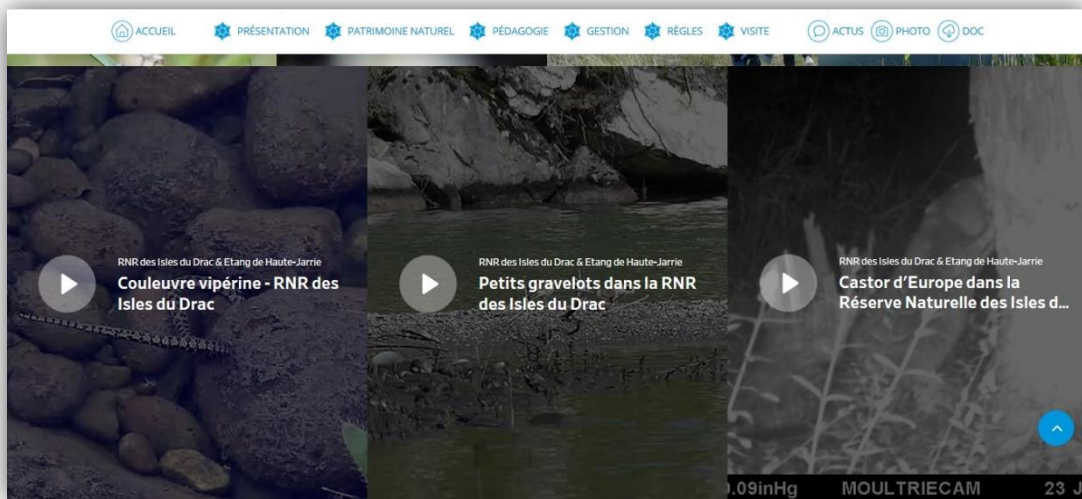 ACCUEIL PRÉSENTATION PATRIMOINE NATUREL PÉDAGOGIE GESTION RÈGLES VISITE ACTUS PHOTO DOC
RNR des Isles du Drac & Etang de Haute-Jarrie
Couleuvre vipérine - RNR des
Isles du Drac
RNR des Isles du Drac & Etang de Haute-Jarrie
Petits gravelots dans la RNR
des Isles du Drac
RNR des Isles du Drac & Etang de Haute-Jarrie
Castor d'Europe dans la
Réserve Naturelle des Isles d...
0.09inHg MOULTRIECAM 23 J